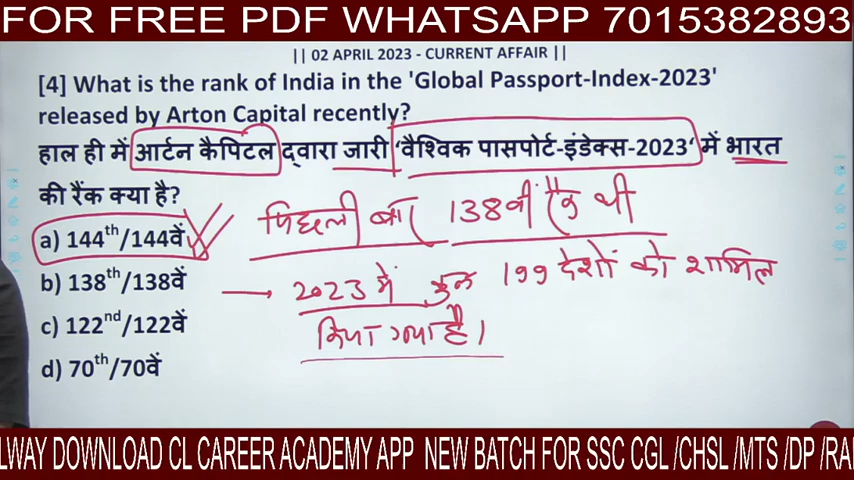 FOR FREE PDF WHATSAPP 7015382893
|| 02 APRIL 2023 - CURRENT AFFAIR ||
[4] What is the rank of India in the 'Global Passport-Index-2023'
released by Arton Capital recently?
हाल ही में आर्टन कैपिटल द्वारा जारी 'वैश्विक पासपोर्ट-इंडेक्स-2023' में भारत
की रैंक क्या है?
पिछली बार 138वीं रैंक थी
a) 144th/144वें
b) 138th/138वें
→ 2023 में कुल 199 देशों को शामिल
c) 122nd/122वें
किया गया है।
d) 70th/70वें
LWAY DOWNLOAD CL CAREER ACADEMY APP NEW BATCH FOR SSC CGL /CHSL /MTS /DP /RA